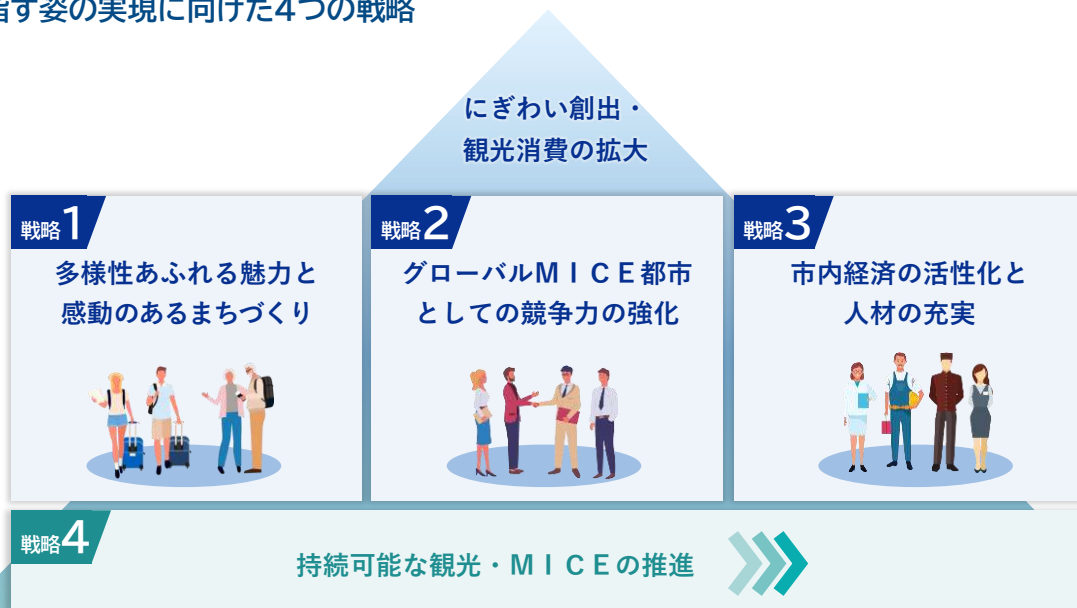 指す姿の実現に向けた4つの戦略
にぎわい創出・
観光消費の拡大
戦略1
多様性あふれる魅力と
感動のあるまちづくり
戦略2
グローバルMICE都市
としての競争力の強化
戦略3
市内経済の活性化と
人材の充実
戦略4
持続可能な観光・MICEの推進